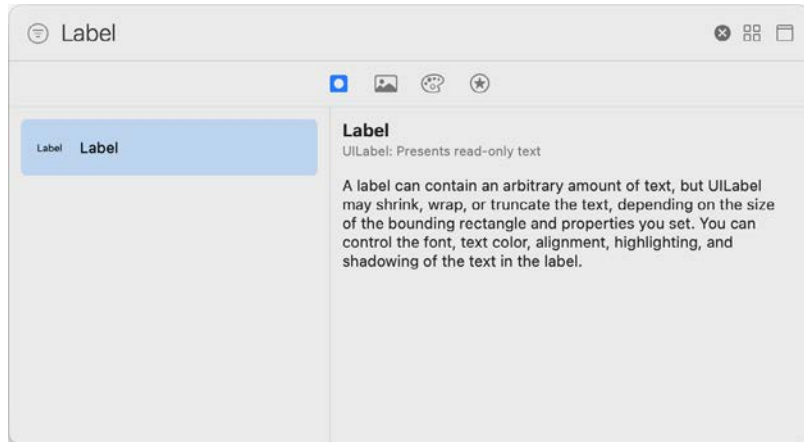 Label
Label Label
Label
UILabel: Presents read-only text
A label can contain an arbitrary amount of text, but UILabel
may shrink, wrap, or truncate the text, depending on the size
of the bounding rectangle and properties you set. You can
control the font, text color, alignment, highlighting, and
shadowing of the text in the label.